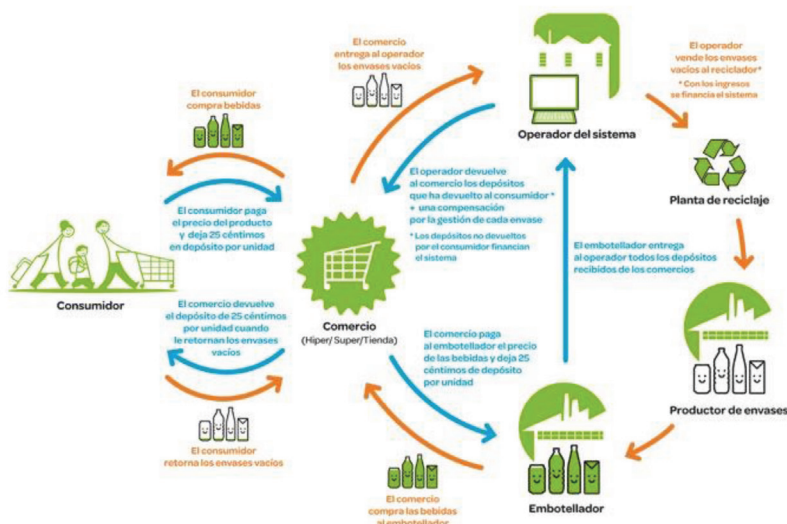 El comercio
entrega al operador
los envases vacíos
El operador
vende los envases
vacíos al reciclador*
* Con los ingresos
se financia el sistema
El consumidor
compra bebidas
Operador del sistema
El operador devuelve
al comercio los depósitos
que ha devuelto al consumidor*
+ una compensación
por la gestión de cada envase
* Los depósitos no devueltos
por el consumidor financian
el sistema
Planta de reciclaje
El consumidor paga
el precio del producto
y deja 25 céntimos
en depósito por unidad
El embotellador entrega
al operador todos los depósitos
recibidos de los comercios
Consumidor
El comercio devuelve
el depósito de 25 céntimos
por unidad cuando
le retornan los envases
vacíos
Comercio
(Hiper/ Super/Tienda)
El comercio paga
al embotellador el precio
de las bebidas y deja 25
céntimos de depósito
por unidad
Productor de envases
El consumidor
retorna los envases vacíos
El comercio
compra las bebidas
al embotellador
Embotellador